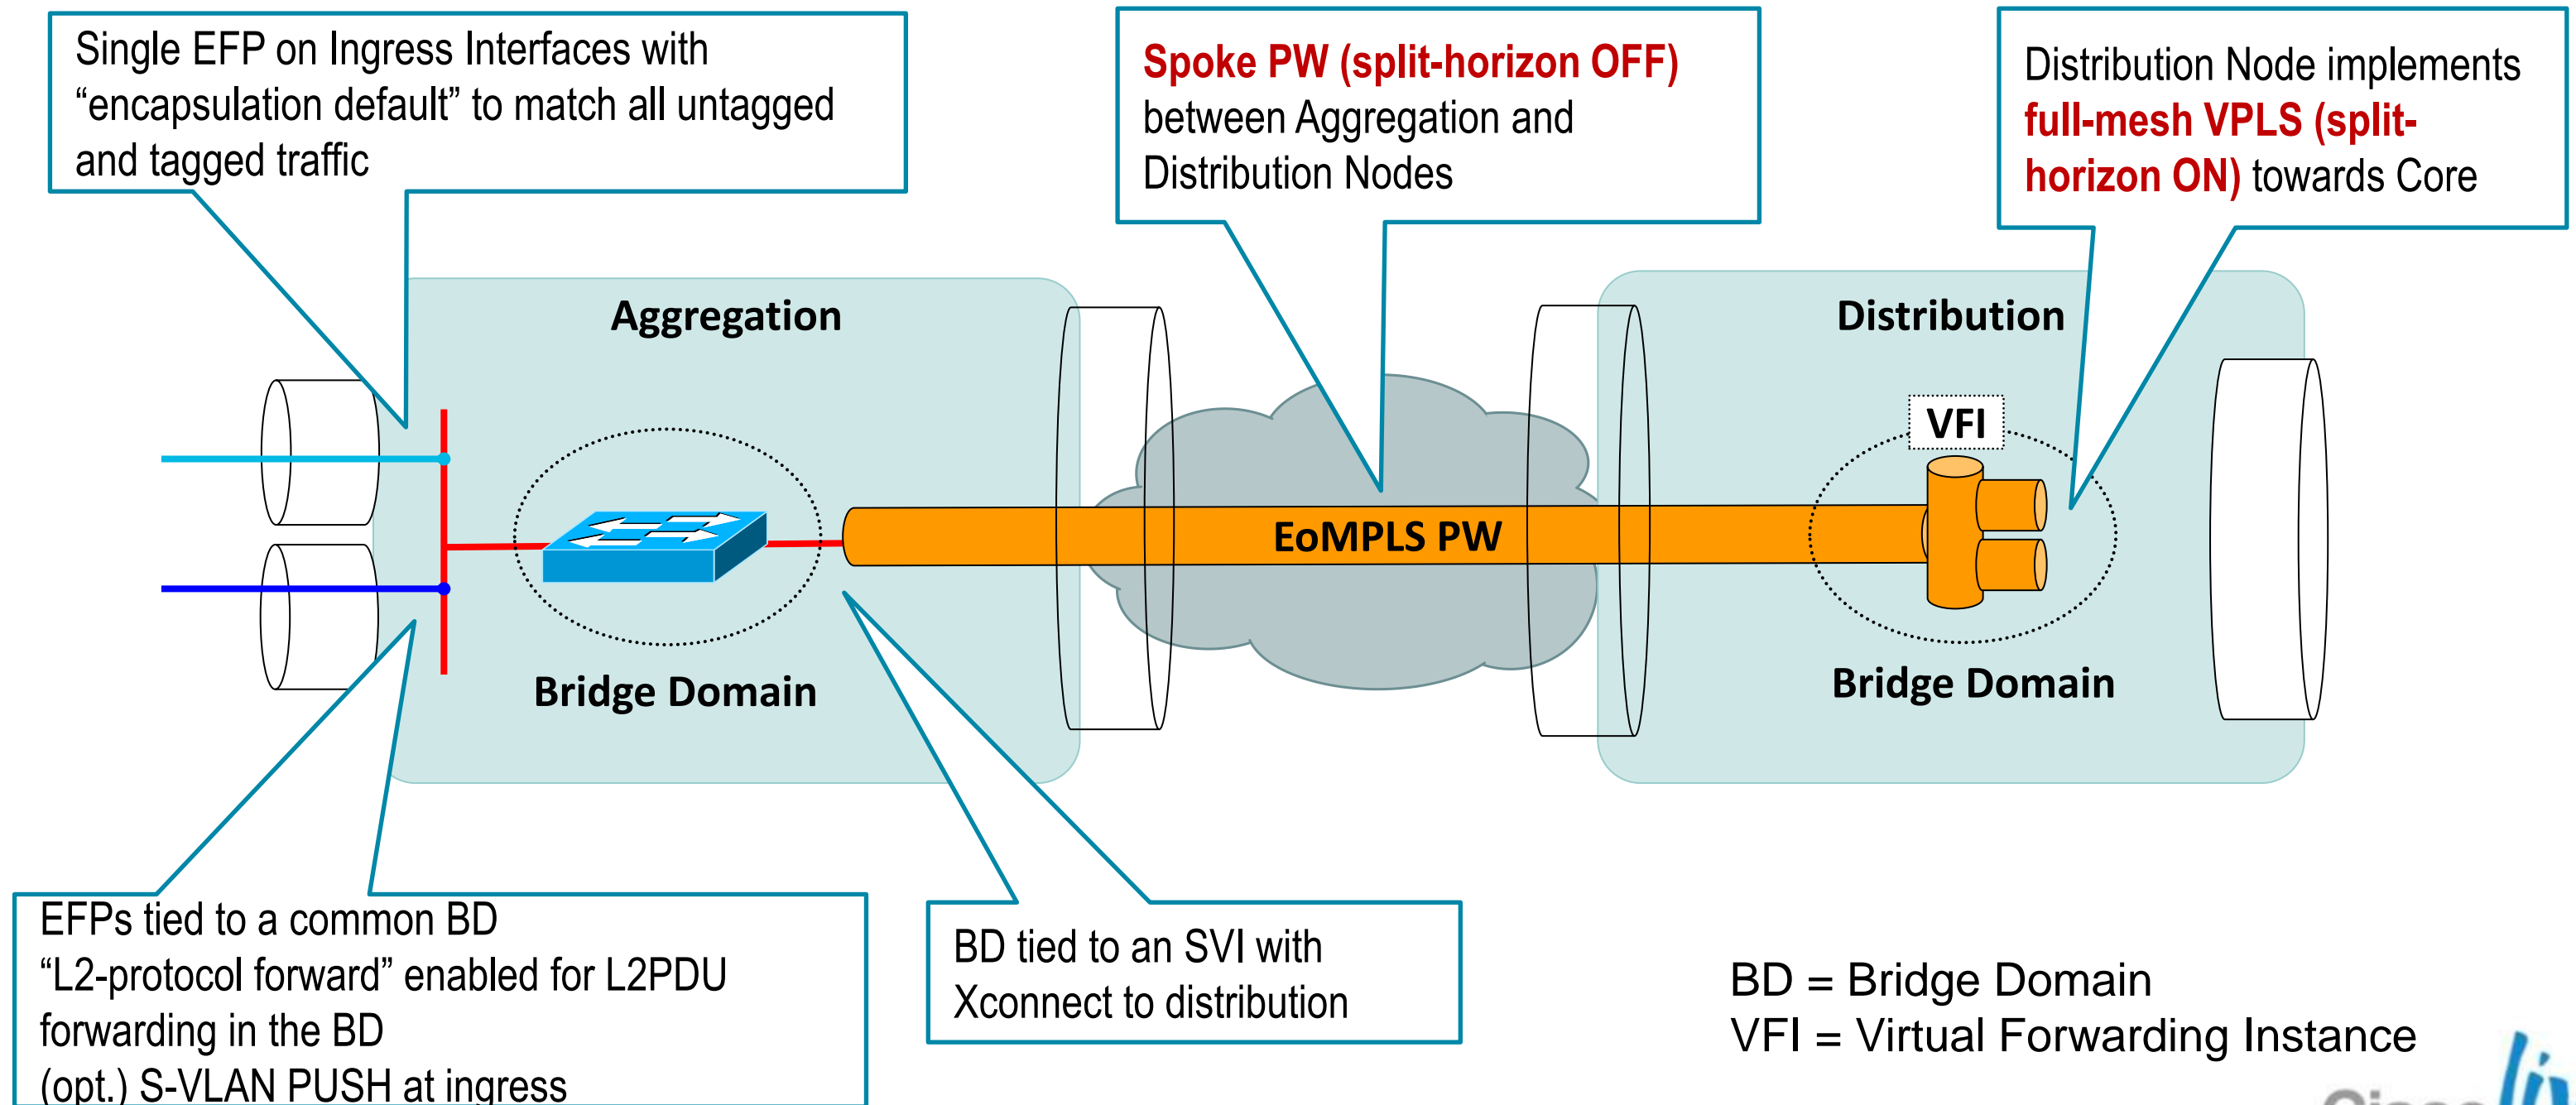 Single EFP on Ingress Interfaces with
“encapsulation default” to match all untagged
and tagged traffic
Spoke PW (split-horizon OFF)
between Aggregation and
Distribution Nodes
Distribution Node implements
full-mesh VPLS (split-
horizon ON) towards Core
Aggregation
Distribution
VFI
EoMPLS PW
Bridge Domain
Bridge Domain
EFPs tied to a common BD
“L2-protocol forward” enabled for L2PDU
forwarding in the BD
(opt.) S-VLAN PUSH at ingress
BD tied to an SVI with
Xconnect to distribution
BD = Bridge Domain
VFI = Virtual Forwarding Instance